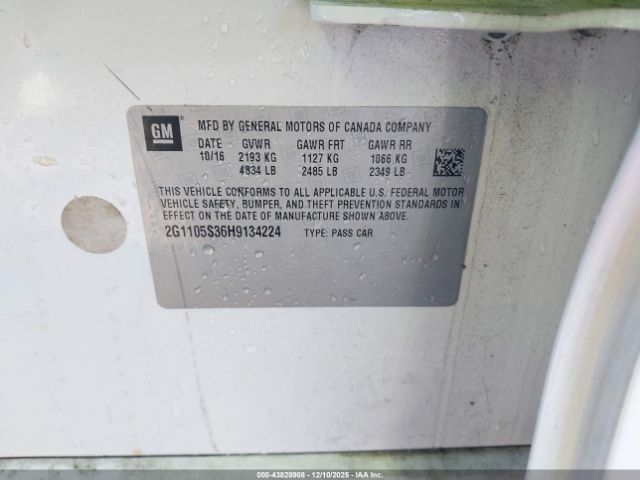 GM
MFD BY GENERAL MOTORS OF CANADA COMPANY
DATE GVWR GAWR FRT GAWR RR
10/16 2193 KG 1127 KG 1066 KG
4834 LB 2485 LB 2349 LB
THIS VEHICLE CONFORMS TO ALL APPLICABLE U.S. FEDERAL MOTOR
VEHICLE SAFETY, BUMPER, AND THEFT PREVENTION STANDARDS IN
EFFECT ON THE DATE OF MANUFACTURE SHOWN ABOVE.
2G1105S36H9134224 TYPE: PASS CAR
000-43828908 - 12/10/2025 - IAA Inc.